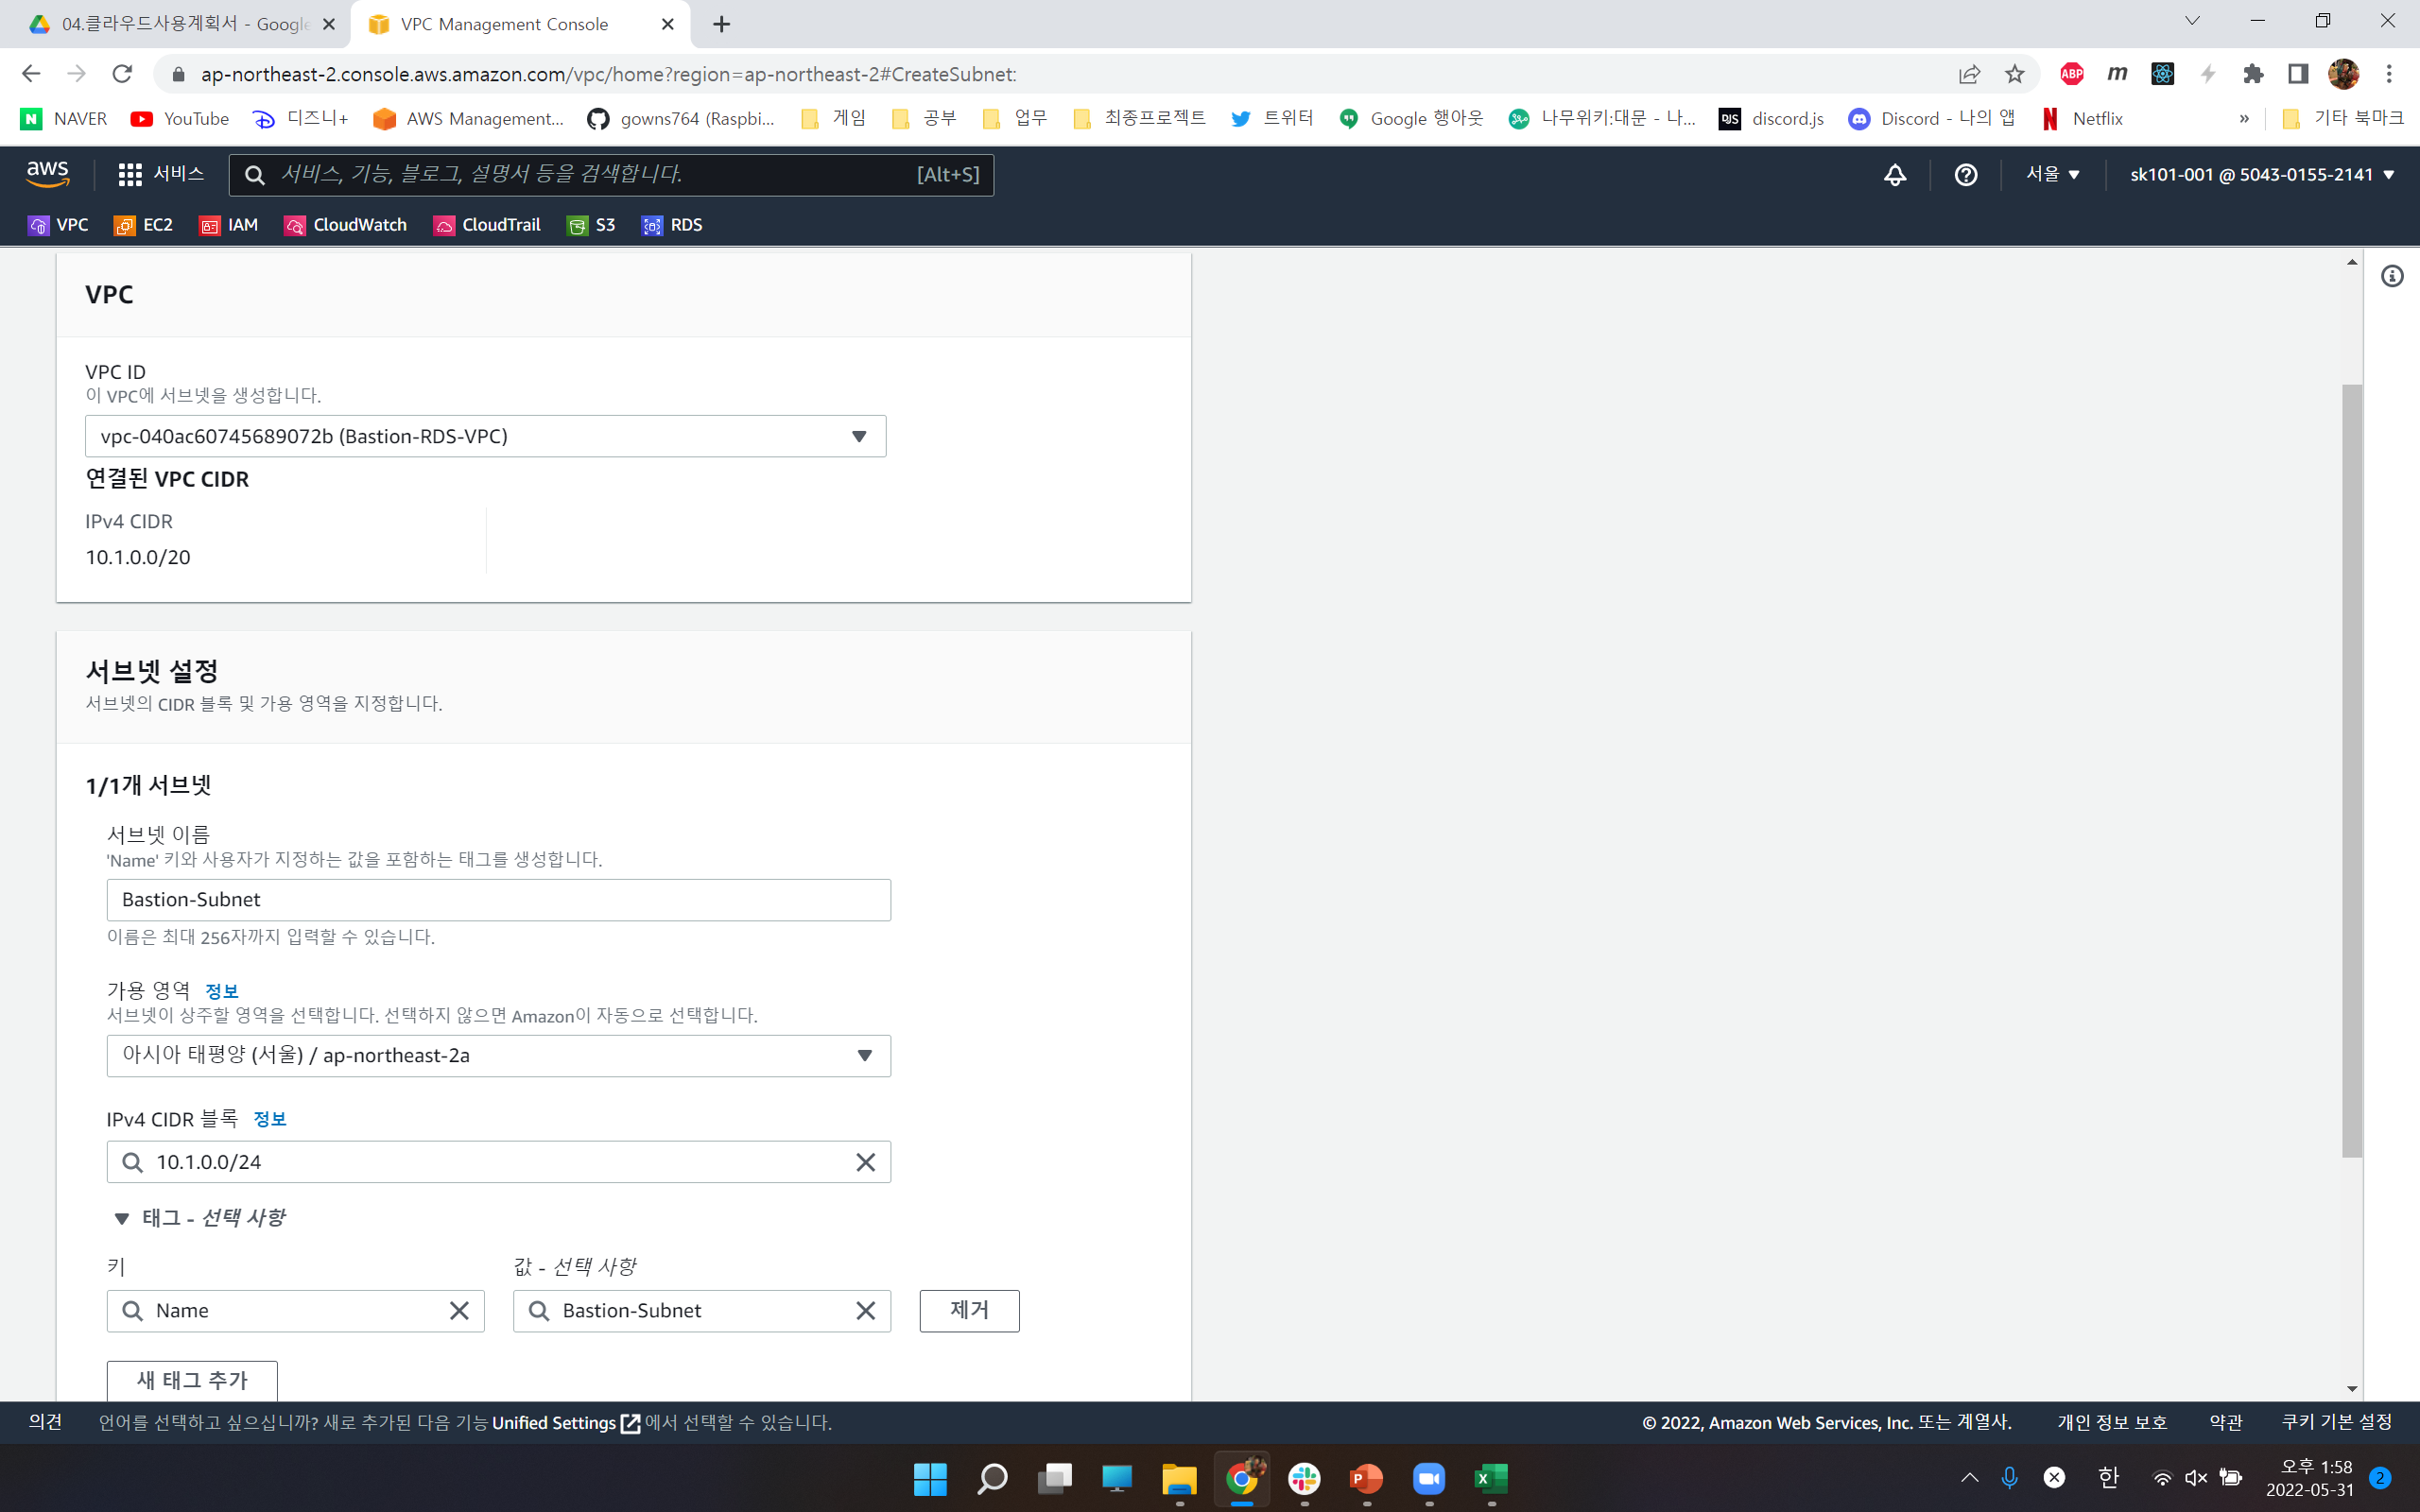 04.클라우드사용계획서 - Google
VPC Management Console
ap-northeast-2.console.aws.amazon.com/vpc/home?region=ap-northeast-2#CreateSubnet:
ABP
m
N NAVER
YouTube
디즈니+
AWS Management...
gowns764 (Raspbi...
게임
공부
업무
최종프로젝트
트위터
Google 행아웃
나무위키:대문 - 나...
DJS discord.js
Discord - 나의 앱
Netflix
»
기타 북마크
aws
서비스
서비스, 기능, 블로그, 설명서 등을 검색합니다.
[Alt+S]
서울 ▼
sk101-001 @ 5043-0155-2141 ▼
VPC
EC2
IAM
CloudWatch
CloudTrail
S3
RDS
VPC
VPC ID
이 VPC에 서브넷을 생성합니다.
vpc-040ac60745689072b (Bastion-RDS-VPC)
연결된 VPC CIDR
IPv4 CIDR
10.1.0.0/20
서브넷 설정
서브넷의 CIDR 블록 및 가용 영역을 지정합니다.
1/1개 서브넷
서브넷 이름
'Name' 키와 사용자가 지정하는 값을 포함하는 태그를 생성합니다.
Bastion-Subnet
이름은 최대 256자까지 입력할 수 있습니다.
가용 영역 정보
서브넷이 상주할 영역을 선택합니다. 선택하지 않으면 Amazon이 자동으로 선택합니다.
아시아 태평양 (서울) / ap-northeast-2a
IPv4 CIDR 블록 정보
10.1.0.0/24
▼ 태그 - 선택 사항
키
값 - 선택 사항
Name
Bastion-Subnet
제거
새 태그 추가
의견
언어를 선택하고 싶으십니까? 새로 추가된 다음 기능 Unified Settings 에서 선택할 수 있습니다.
© 2022, Amazon Web Services, Inc. 또는 계열사.
개인 정보 보호
약관
쿠키 기본 설정
한
오후 1:58
2022-05-31
2